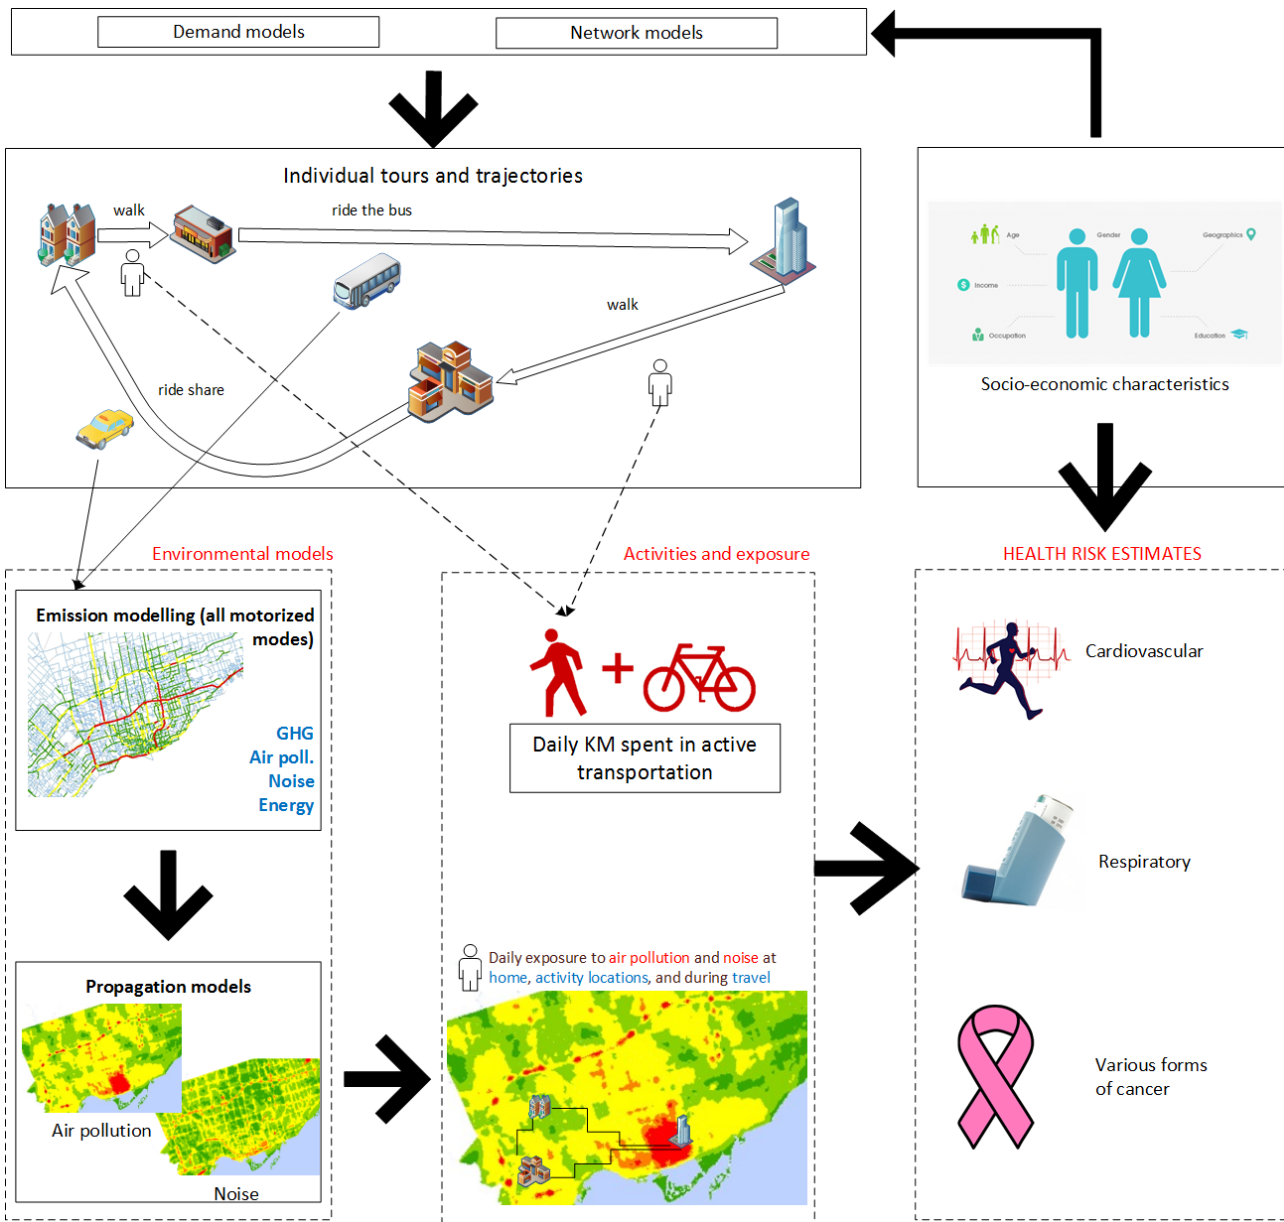 Demand models
Network models
Individual tours and trajectories
walk
ride the bus
walk
ride share
Age
Gender
Geographics
Income
Occupation
Education
Socio-economic characteristics
Environmental models
Activities and exposure
HEALTH RISK ESTIMATES
Emission modelling (all motorized
modes)
GHG
Air poll.
Noise
Energy
Daily KM spent in active
transportation
Cardiovascular
Respiratory
Propagation models
Air pollution
Noise
Daily exposure to air pollution and noise at
home, activity locations, and during travel
Various forms
of cancer